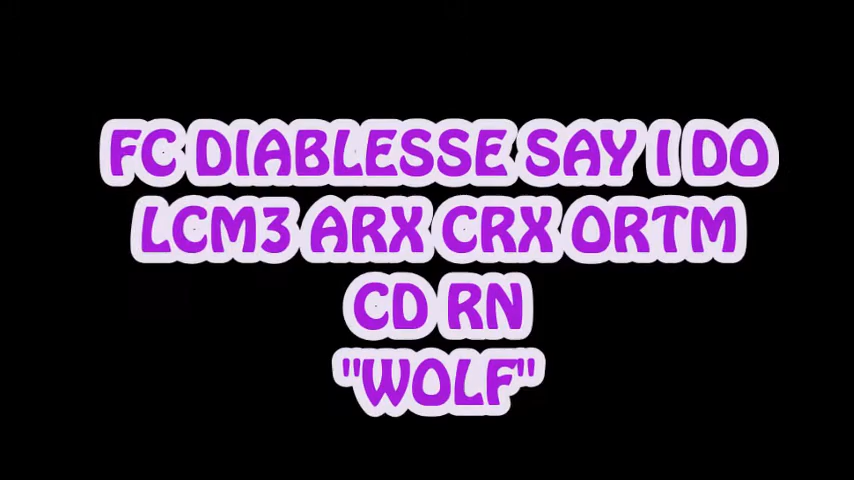 FC DIABLESSE SAY I DO
LCM3 ARX CRX ORTM
CD RN
"WOLF"